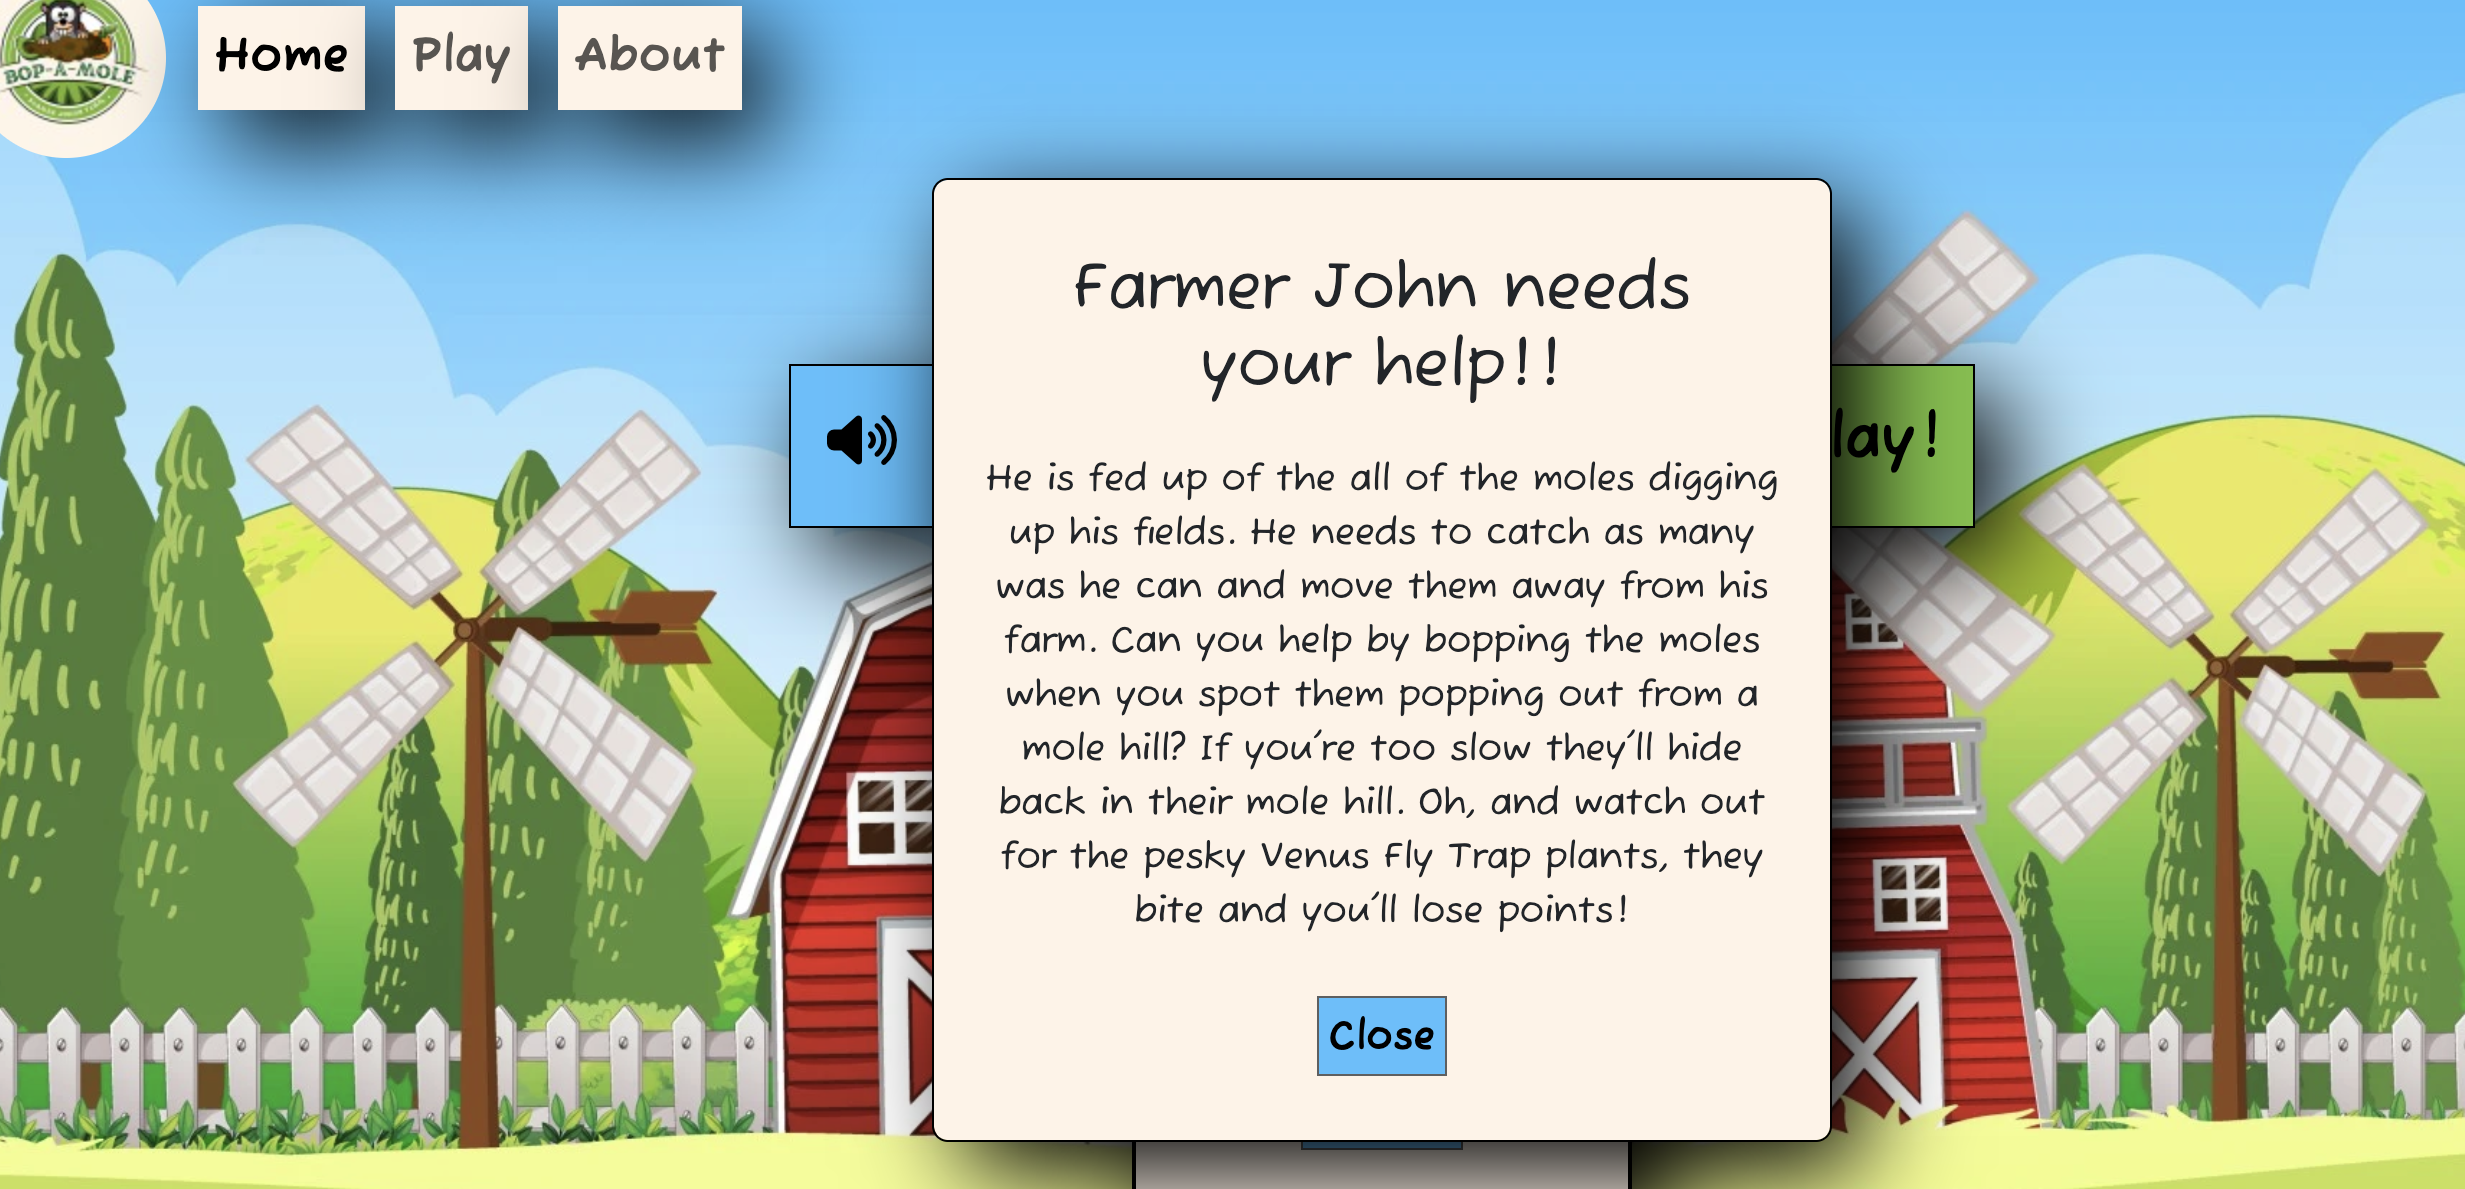 BOP-A-MOLE
Home
Play
About
Farmer John needs
your help!!
lay!
He is fed up of the all of the moles digging
up his fields. He needs to catch as many
was he can and move them away from his
farm. Can you help by bopping the moles
when you spot them popping out from a
mole hill? If you're too slow they'll hide
back in their mole hill. Oh, and watch out
for the pesky Venus Fly Trap plants, they
bite and you'll lose points!
Close